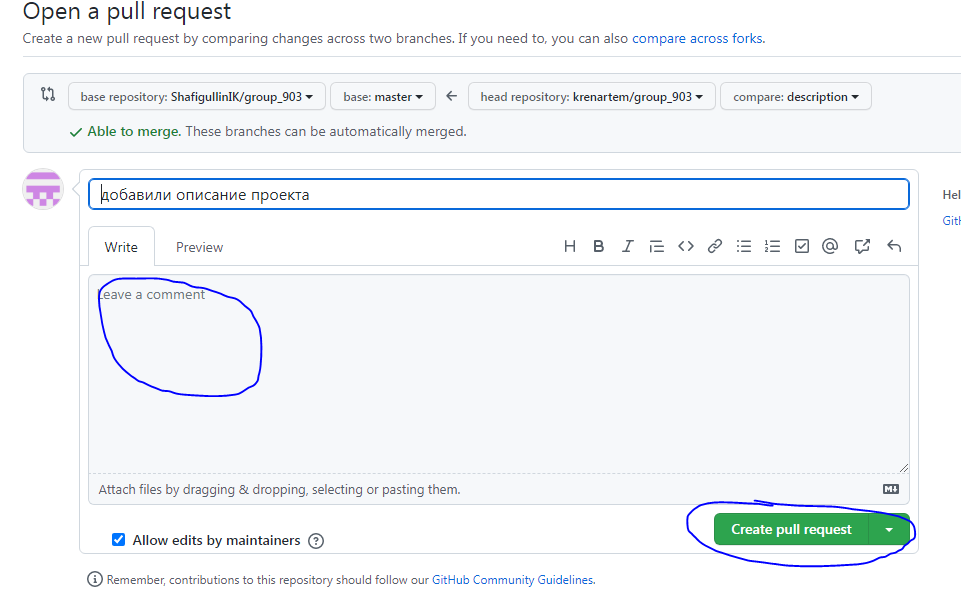 Open a pull request
Create a new pull request by comparing changes across two branches. If you need to, you can also compare across forks.
base repository: ShafigullinIK/group_903 base: master head repository: krenartem/group_903 compare: description
Able to merge. These branches can be automatically merged.
добавили описание проекта
Hel
Git
Write Preview
H B I
Leave a comment
Attach files by dragging & dropping, selecting or pasting them.
Create pull request
Allow edits by maintainers ?
Remember, contributions to this repository should follow our GitHub Community Guidelines.